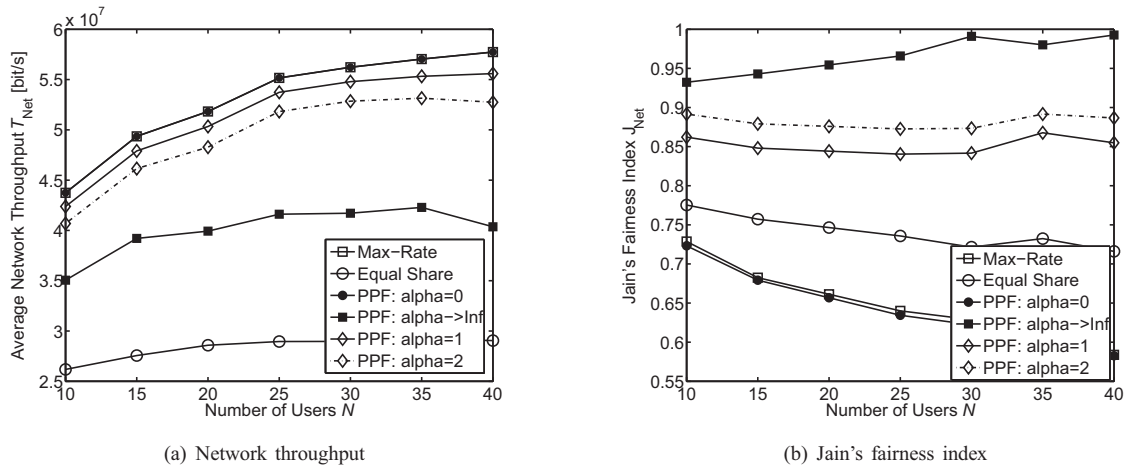 x 10^7
6
5.5
5
4.5
4
3.5
3
2.5
10 15 20 25 30 35 40
Average Network Throughput T_Net [bit/s]
Number of Users N
Max−Rate
Equal Share
PPF: alpha=0
PPF: alpha−>Inf
PPF: alpha=1
PPF: alpha=2
(a) Network throughput
1
0.95
0.9
0.85
0.8
0.75
0.7
0.65
0.6
0.55
10 15 20 25 30 35 40
Jain's Fairness Index J_Net
Number of Users N
Max−Rate
Equal Share
PPF: alpha=0
PPF: alpha−>Inf
PPF: alpha=1
PPF: alpha=2
(b) Jain's fairness index